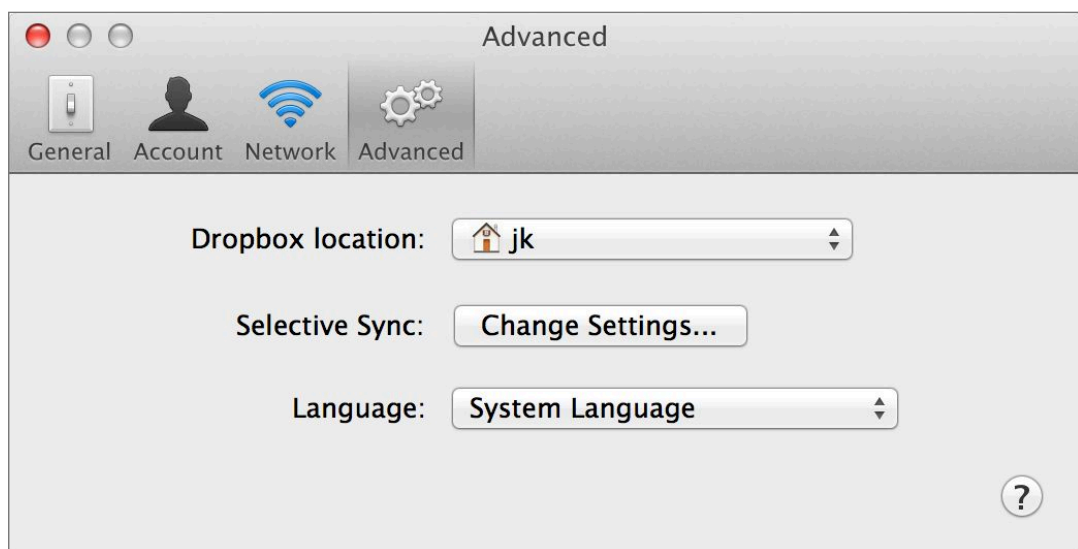 Advanced
General Account Network Advanced
Dropbox location: jk
Selective Sync: Change Settings...
Language: System Language
?